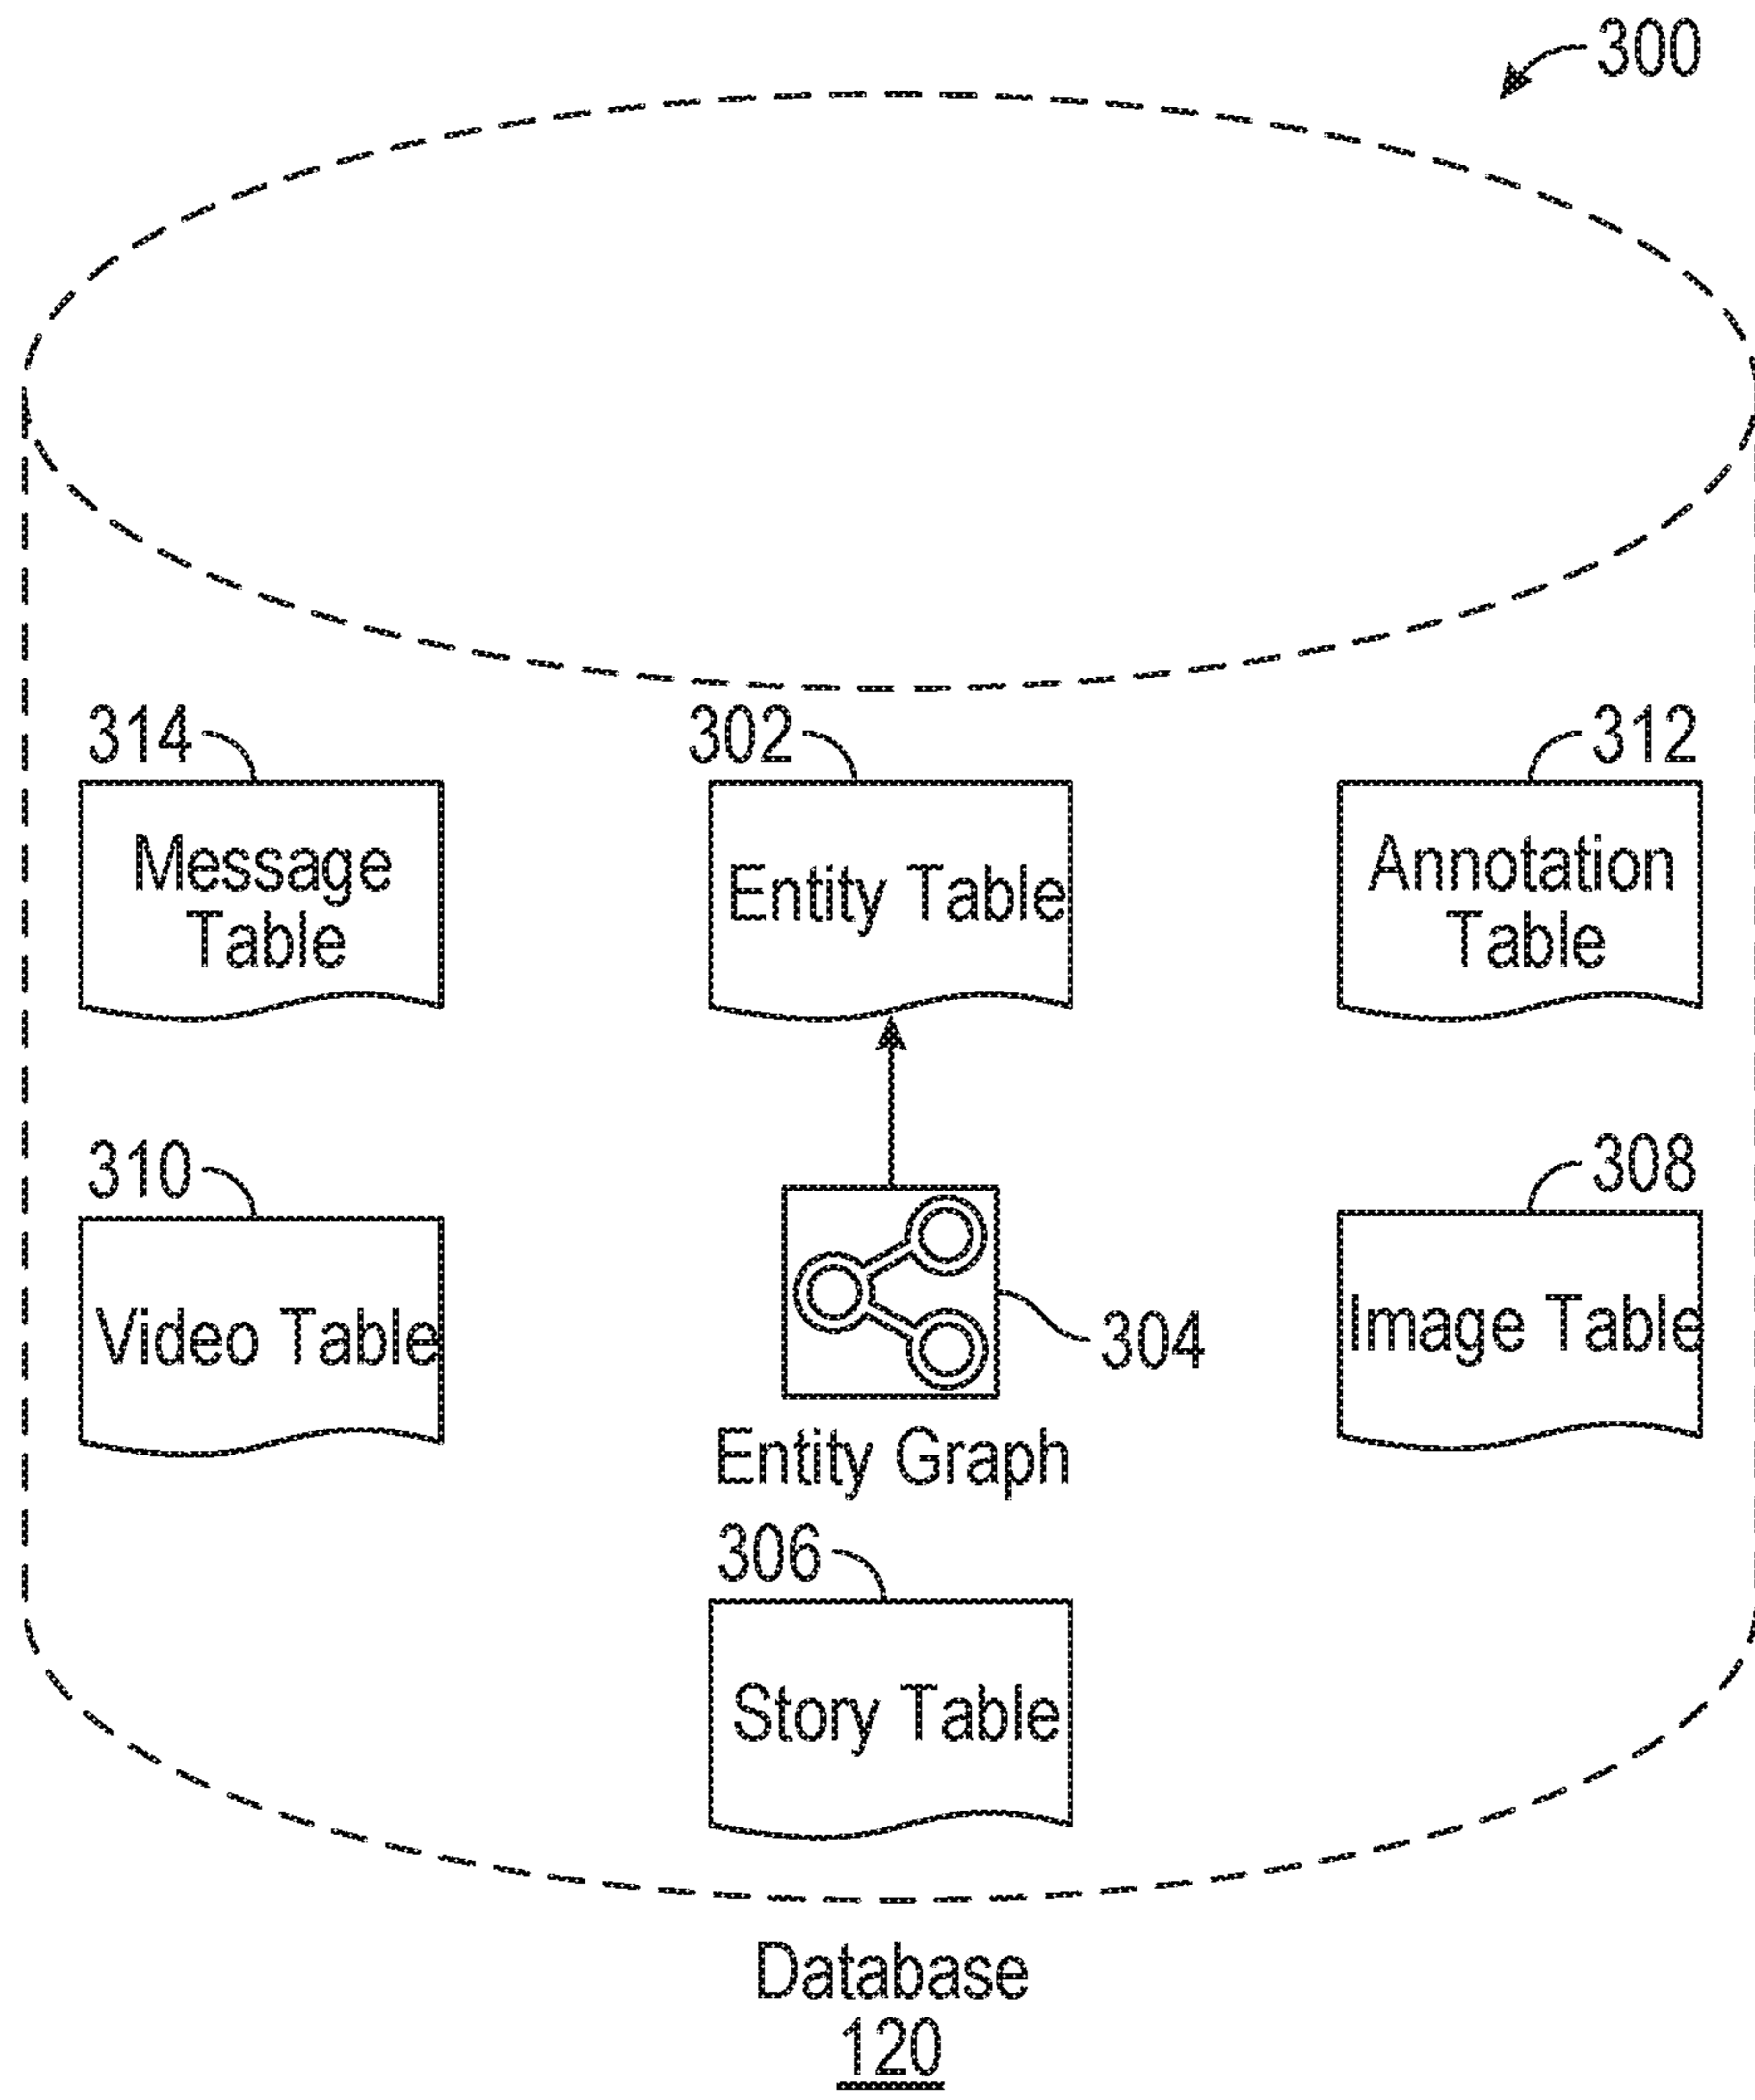 300
314
302
312
Message
Table
Entity Table
Annotation
Table
310
308
Video Table
304
Image Table
Entity Graph
306
Story Table
Database
120